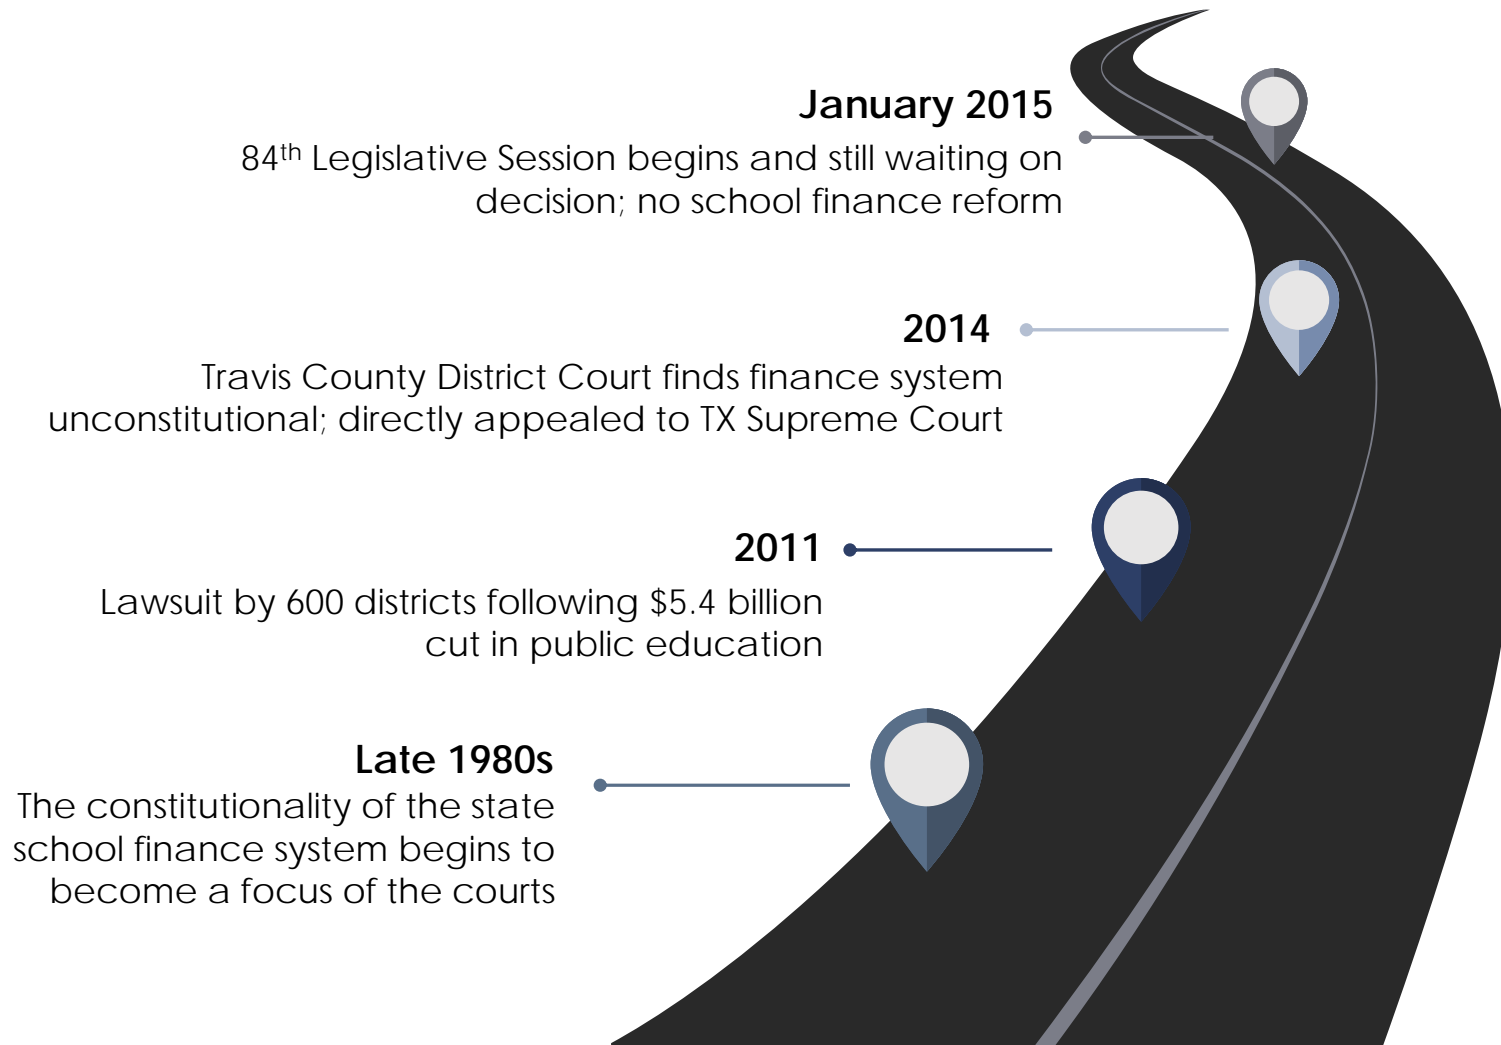 January 2015
84th Legislative Session begins and still waiting on
decision; no school finance reform
2014
Travis County District Court finds finance system
unconstitutional; directly appealed to TX Supreme Court
2011
Lawsuit by 600 districts following $5.4 billion
cut in public education
Late 1980s
The constitutionality of the state
school finance system begins to
become a focus of the courts